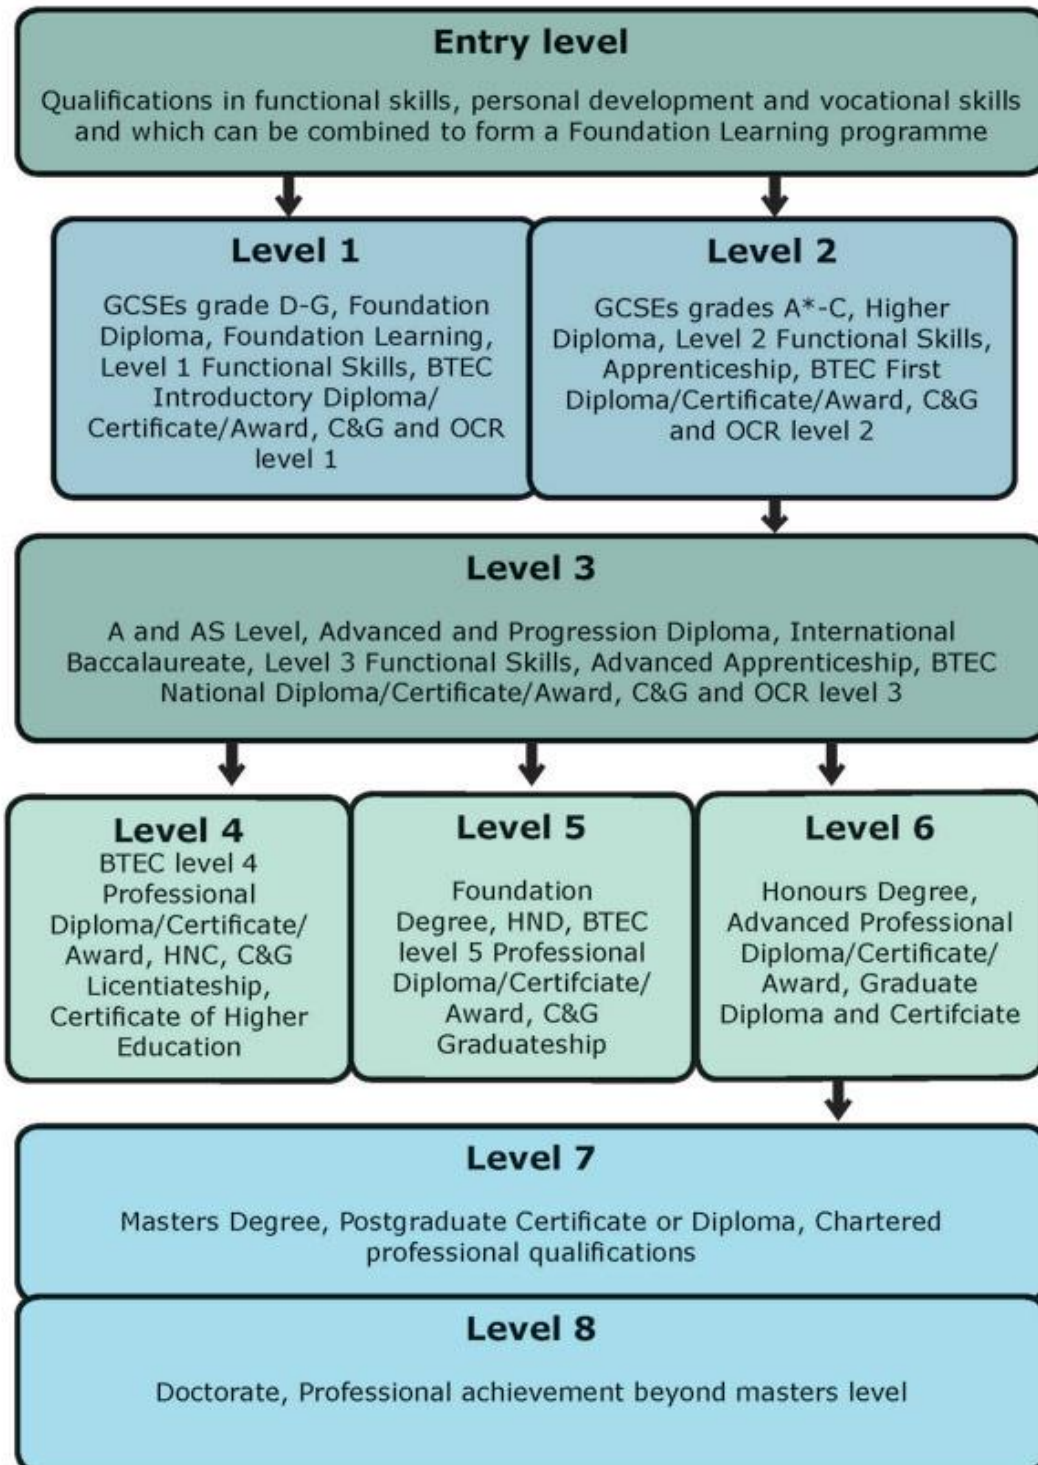 Entry level
Qualifications in functional skills, personal development and vocational skills
and which can be combined to form a Foundation Learning programme
Level 1
GCSEs grade D-G, Foundation
Diploma, Foundation Learning,
Level 1 Functional Skills, BTEC
Introductory Diploma/
Certificate/Award, C&G and OCR
level 1
Level 2
GCSEs grades A*-C, Higher
Diploma, Level 2 Functional Skills,
Apprenticeship, BTEC First
Diploma/Certificate/Award, C&G
and OCR level 2
Level 3
A and AS Level, Advanced and Progression Diploma, International
Baccalaureate, Level 3 Functional Skills, Advanced Apprenticeship, BTEC
National Diploma/Certificate/Award, C&G and OCR level 3
Level 4
BTEC level 4
Professional
Diploma/Certificate/
Award, HNC, C&G
Licentiateship,
Certificate of Higher
Education
Level 5
Foundation
Degree, HND, BTEC
level 5 Professional
Diploma/Certifciate/
Award, C&G
Graduateship
Level 6
Honours Degree,
Advanced Professional
Diploma/Certificate/
Award, Graduate
Diploma and Certifciate
Level 7
Masters Degree, Postgraduate Certificate or Diploma, Chartered
professional qualifications
Level 8
Doctorate, Professional achievement beyond masters level